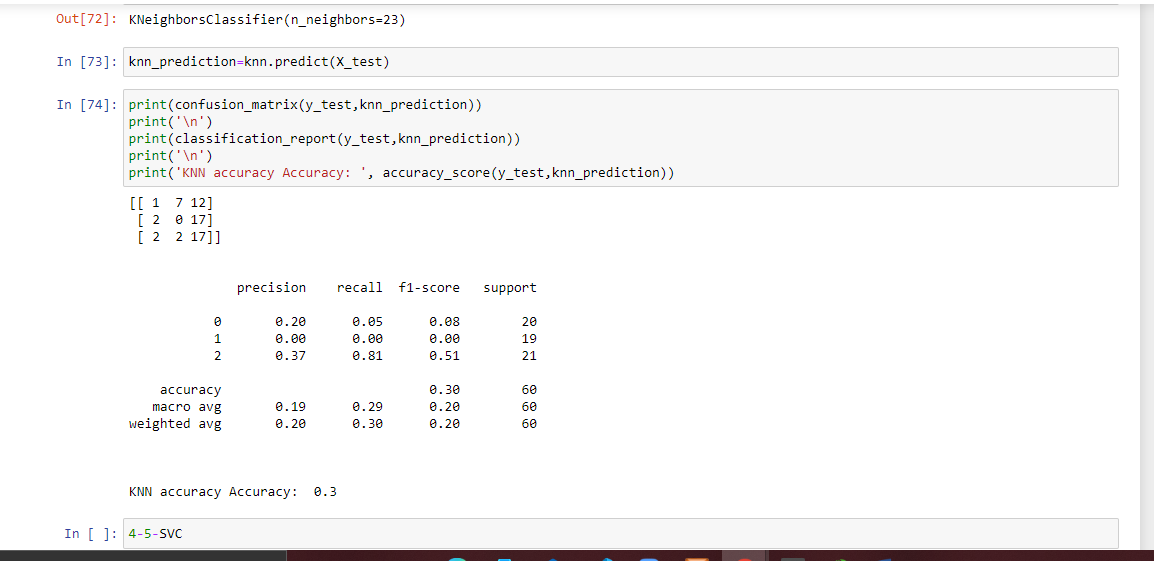 Out[72]: KNeighborsClassifier(n_neighbors=23)
In [73]: knn_prediction=knn.predict(X_test)
In [74]: print(confusion_matrix(y_test,knn_prediction))
print('\n')
print(classification_report(y_test,knn_prediction))
print('\n')
print('KNN accuracy Accuracy: ', accuracy_score(y_test,knn_prediction))
[[ 1  7 12]
 [ 2  0 17]
 [ 2  2 17]]
precision recall f1-score support
0 0.20 0.05 0.08 20
1 0.00 0.00 0.00 19
2 0.37 0.81 0.51 21
accuracy 0.30 60
macro avg 0.19 0.29 0.20 60
weighted avg 0.20 0.30 0.20 60
KNN accuracy Accuracy:  0.3
In [ ]: 4-5-SVC